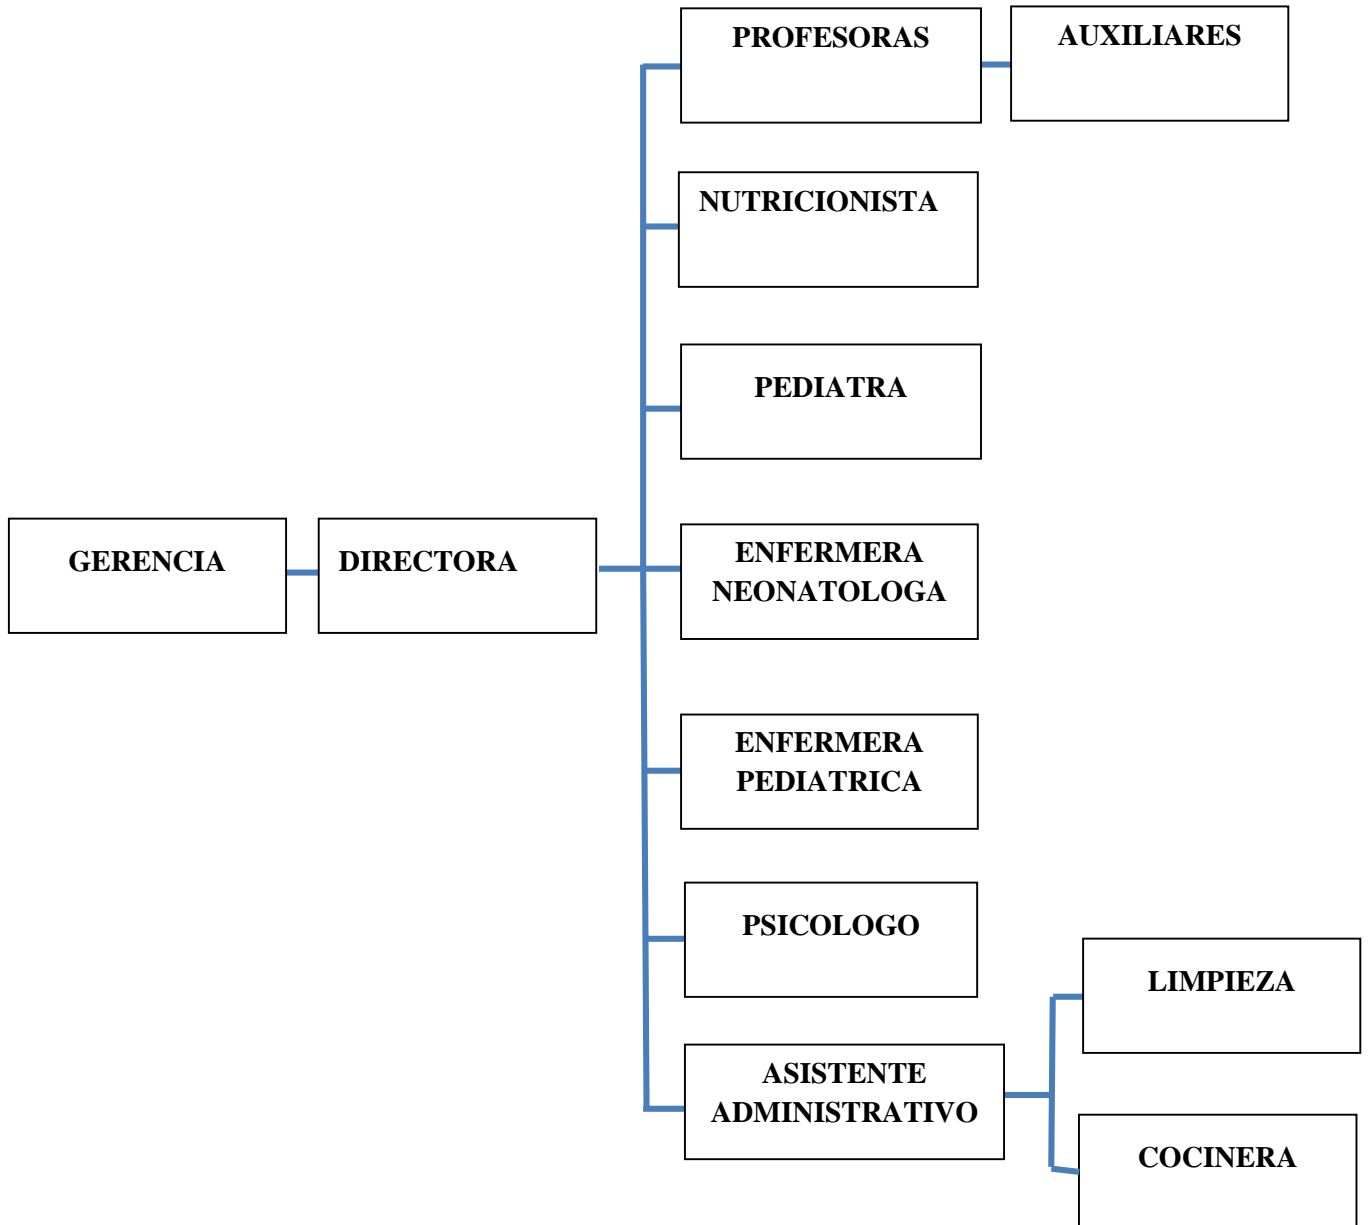 PROFESORAS
AUXILIARES
NUTRICIONISTA
PEDIATRA
GERENCIA
DIRECTORA
ENFERMERA
NEONATOLOGA
ENFERMERA
PEDIATRICA
PSICOLOGO
LIMPIEZA
ASISTENTE
ADMINISTRATIVO
COCINERA